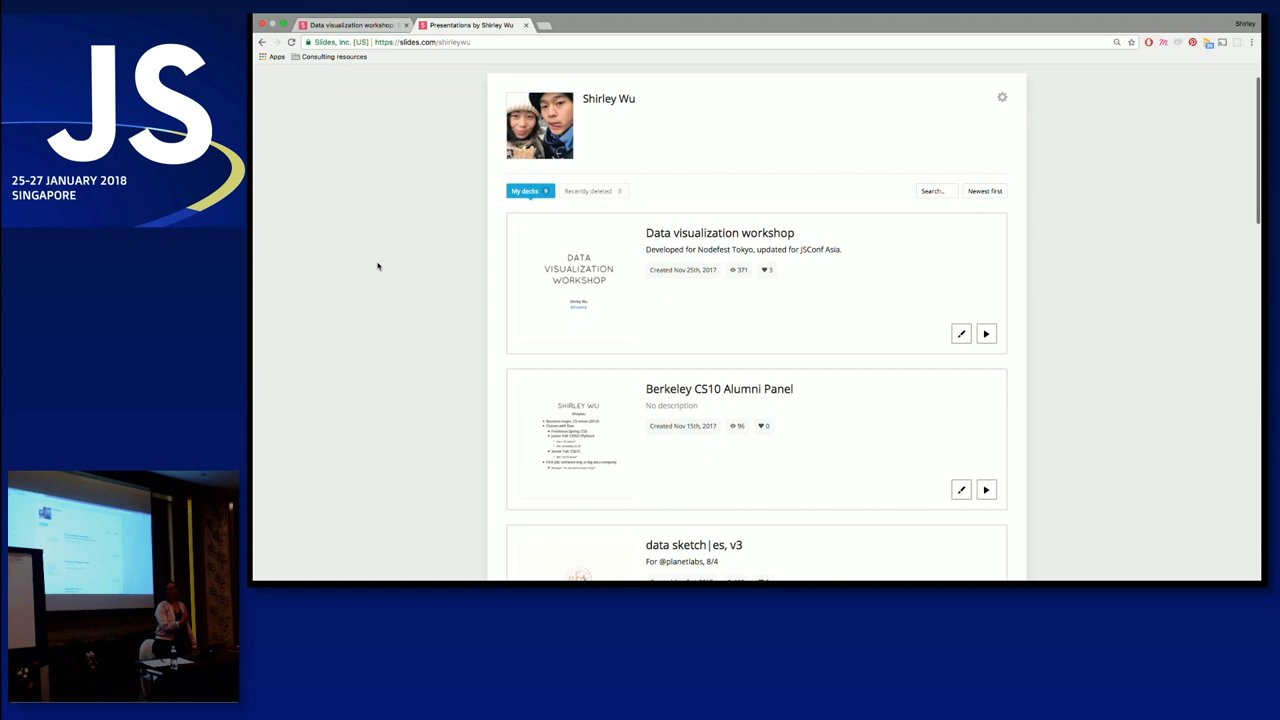 JS
25-27 JANUARY 2018
SINGAPORE
Data visualization workshop:
Presentations by Shirley Wu
Shirley
Slides, Inc. [US] | https://slides.com/shirleywu
Apps
Consulting resources
Shirley Wu
My decks 9
Recently deleted 3
Search..
Newest first
DATA
VISUALIZATION
WORKSHOP
Shirley Wu
Data visualization workshop
Developed for Nodefest Tokyo, updated for JSConf Asia.
Created Nov 25th, 2017
371
3
SHIRLEY WU
Berkeley CS10 Alumni Panel
No description
Created Nov 15th, 2017
96
0
data sketch|es, v3
For @planetlabs, 8/4